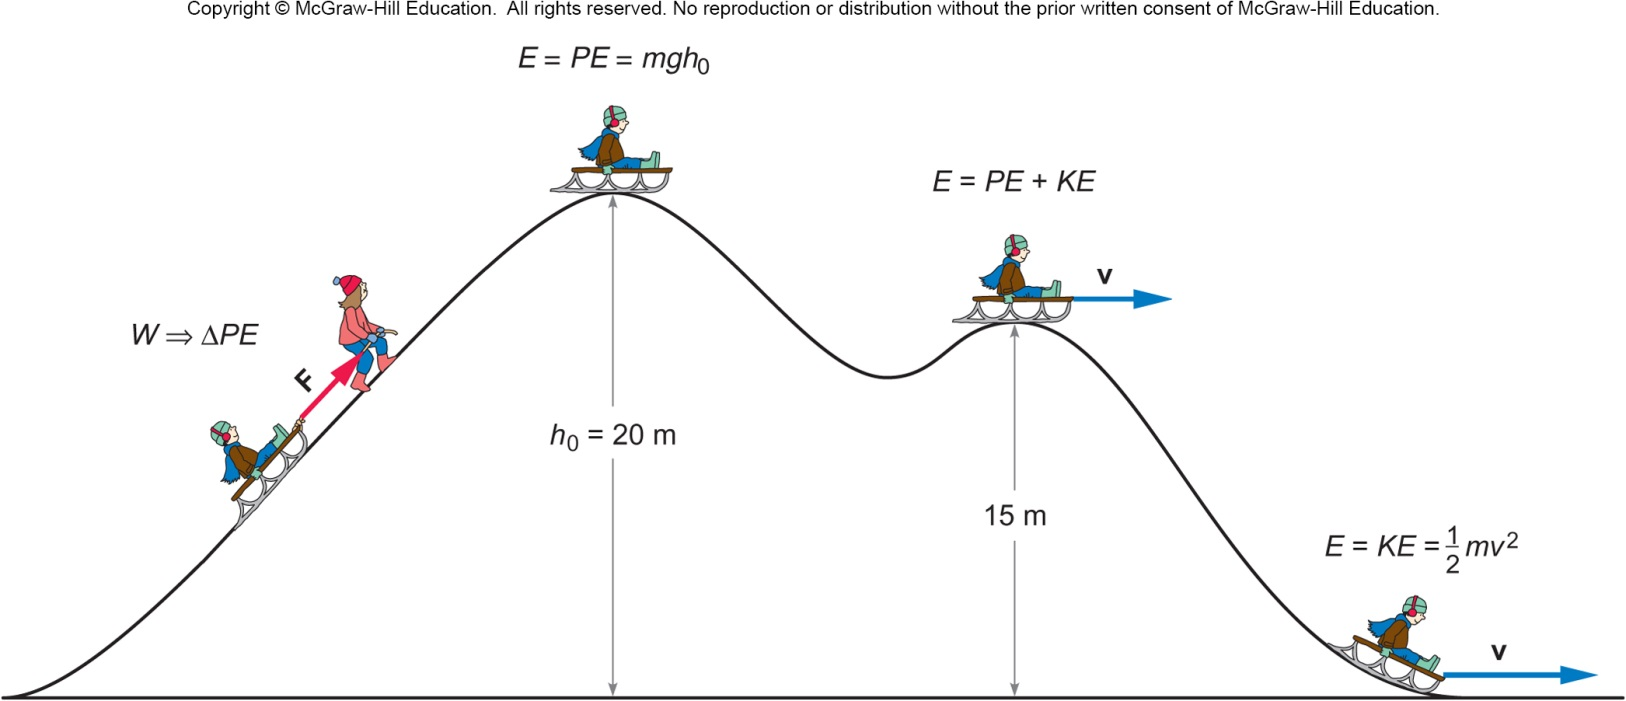 Copyright © McGraw-Hill Education. All rights reserved. No reproduction or distribution without the prior written consent of McGraw-Hill Education.
E = PE = mgh₀
E = PE + KE
v
W ⇒ ΔPE
F
h₀ = 20 m
15 m
E = KE = ½ mv²
v